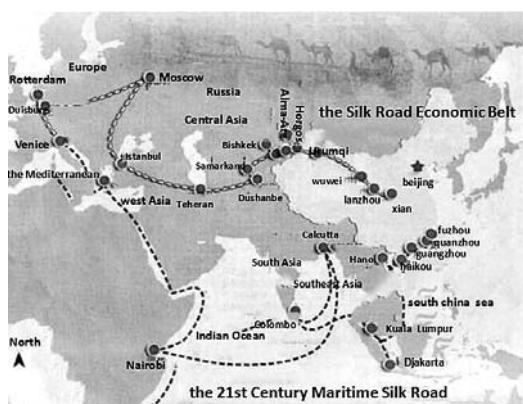 Europe
Rotterdam
Moscow
Duisburg
Russia
Central Asia
Alma-A
Horgos
the Silk Road Economic Belt
Venice
Bishkek
Urumqi
Istanbul
Samarkand
wuwei
beijing
the Mediterranean
lanzhou
xian
west Asia
Teheran
Dushanbe
fuzhou
Calcutta
quanzhou
guangzhou
South Asia
Hanoi
haikou
Southeast Asia
south china sea
Colombo
Indian Ocean
Kuala Lumpur
North
Nairobi
Djakarta
the 21st Century Maritime Silk Road